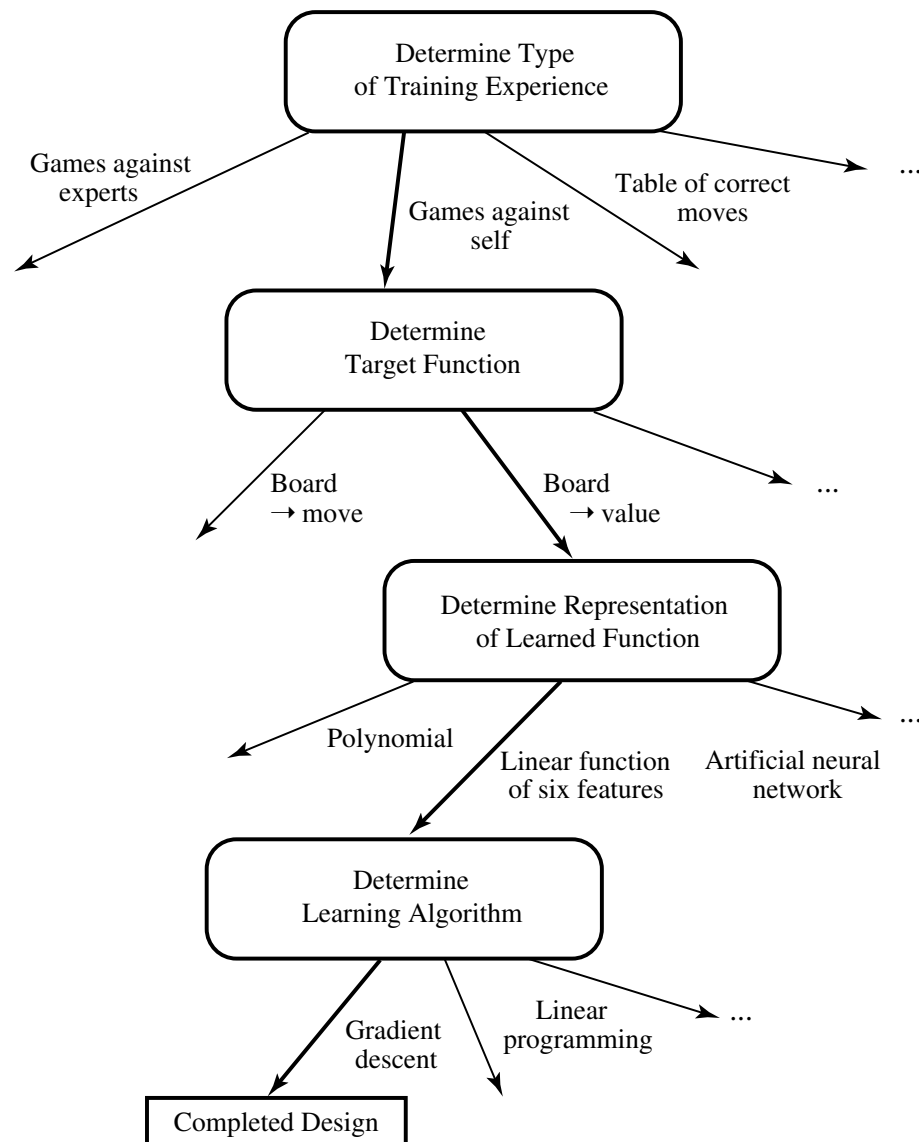 Determine Type
of Training Experience
Games against
experts
Games against
self
Table of correct
moves
...
Determine
Target Function
Board
→ move
Board
→ value
...
Determine Representation
of Learned Function
Polynomial
Linear function
of six features
Artificial neural
network
...
Determine
Learning Algorithm
Gradient
descent
Linear
programming
...
Completed Design